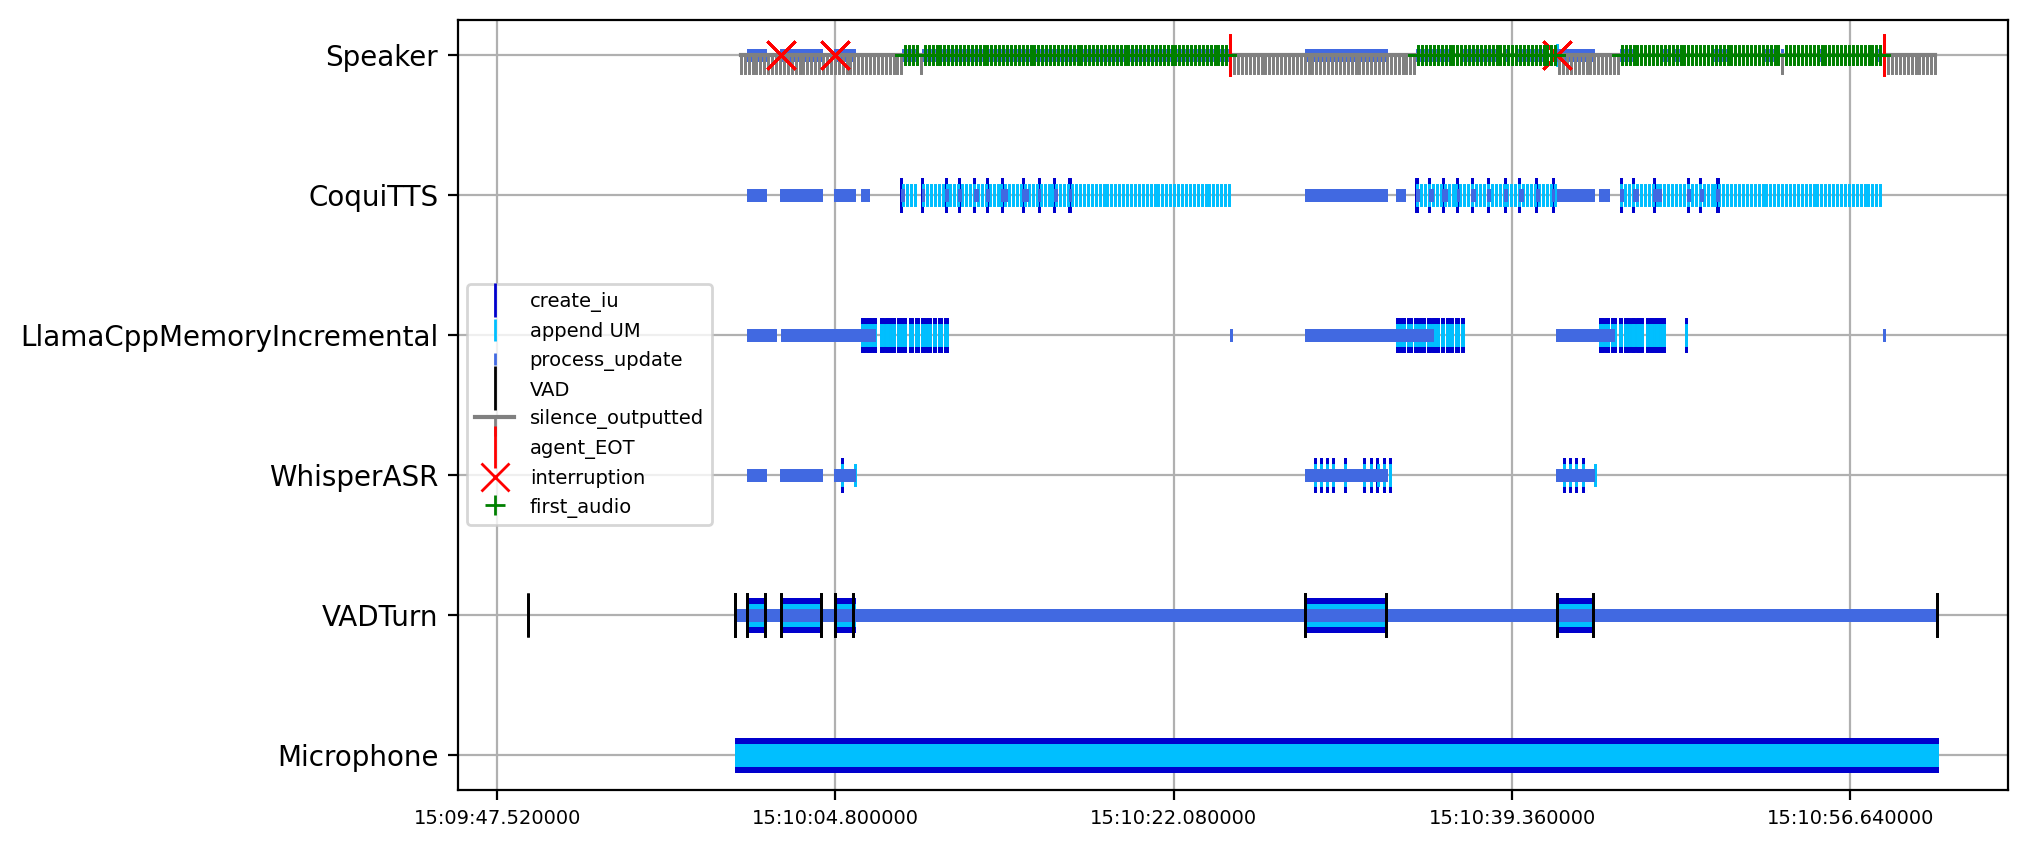 Speaker
CoquiTTS
LlamaCppMemoryIncremental
WhisperASR
VADTurn
Microphone
create_iu
append UM
process_update
VAD
silence_outputted
agent_EOT
interruption
first_audio
15:09:47.520000
15:10:04.800000
15:10:22.080000
15:10:39.360000
15:10:56.640000